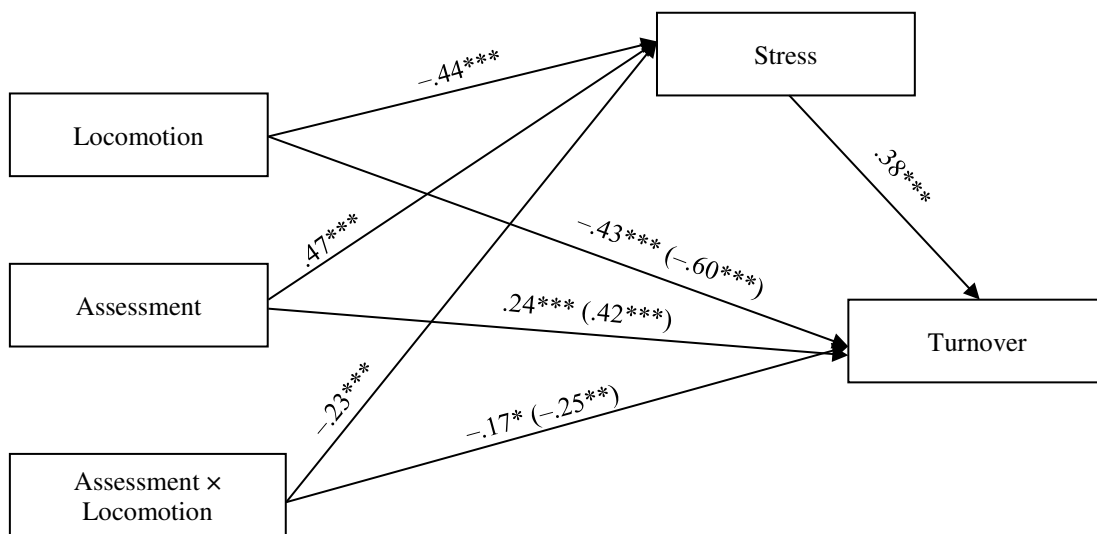 Stress
–.44***
Locomotion
.38***
.47***
–.43*** (–.60***)
Assessment
.24*** (.42***)
Turnover
–.23***
–.17* (–.25**)
Assessment ×
Locomotion